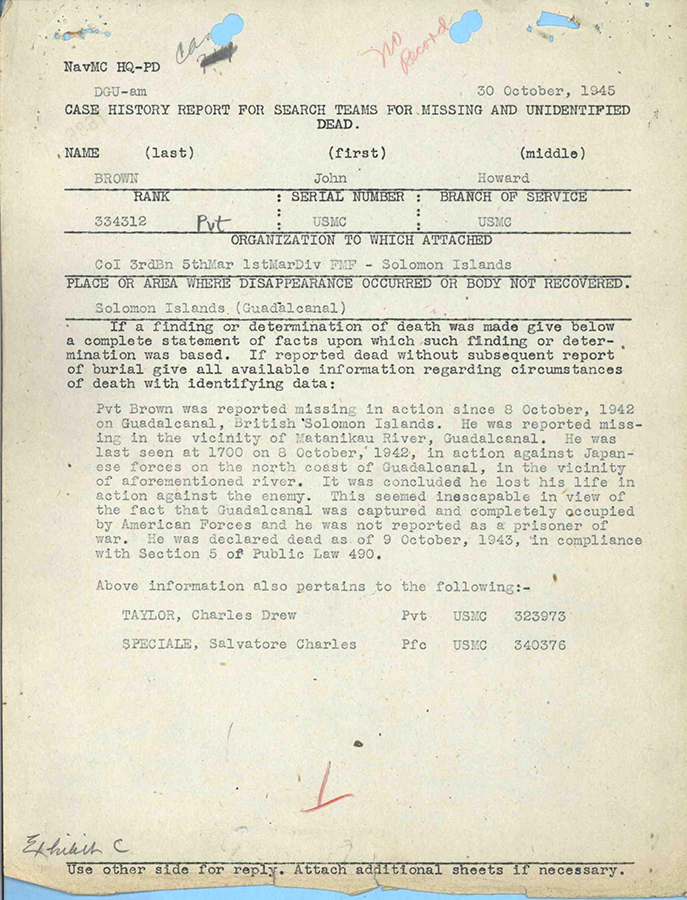 No
Record
NavMC HQ-PD
DGU-am 30 October, 1945
CASE HISTORY REPORT FOR SEARCH TEAMS FOR MISSING AND UNIDENTIFIED
DEAD.
NAME (last) (first) (middle)
BROWN John Howard
RANK : SERIAL NUMBER : BRANCH OF SERVICE
334312 Pvt : USMC : USMC
ORGANIZATION TO WHICH ATTACHED
CoI 3rdBn 5thMar 1stMarDiv FMF - Solomon Islands
PLACE OR AREA WHERE DISAPPEARANCE OCCURRED OR BODY NOT RECOVERED.
Solomon Islands (Guadalcanal)
If a finding or determination of death was made give below
a complete statement of facts upon which such finding or deter-
mination was based. If reported dead without subsequent report
of burial give all available information regarding circumstances
of death with identifying data:
Pvt Brown was reported missing in action since 8 October, 1942
on Guadalcanal, British Solomon Islands. He was reported miss-
ing in the vicinity of Matanikau River, Guadalcanal. He was
last seen at 1700 on 8 October, 1942, in action against Japan-
ese forces on the north coast of Guadalcanal, in the vicinity
of aforementioned river. It was concluded he lost his life in
action against the enemy. This seemed inescapable in view of
the fact that Guadalcanal was captured and completely occupied
by American Forces and he was not reported as a prisoner of
war. He was declared dead as of 9 October, 1943, in compliance
with Section 5 of Public Law 490.
Above information also pertains to the following:-
TAYLOR, Charles Drew Pvt USMC 323973
SPECIALE, Salvatore Charles Pfc USMC 340376
Exhibit C
Use other side for reply. Attach additional sheets if necessary.